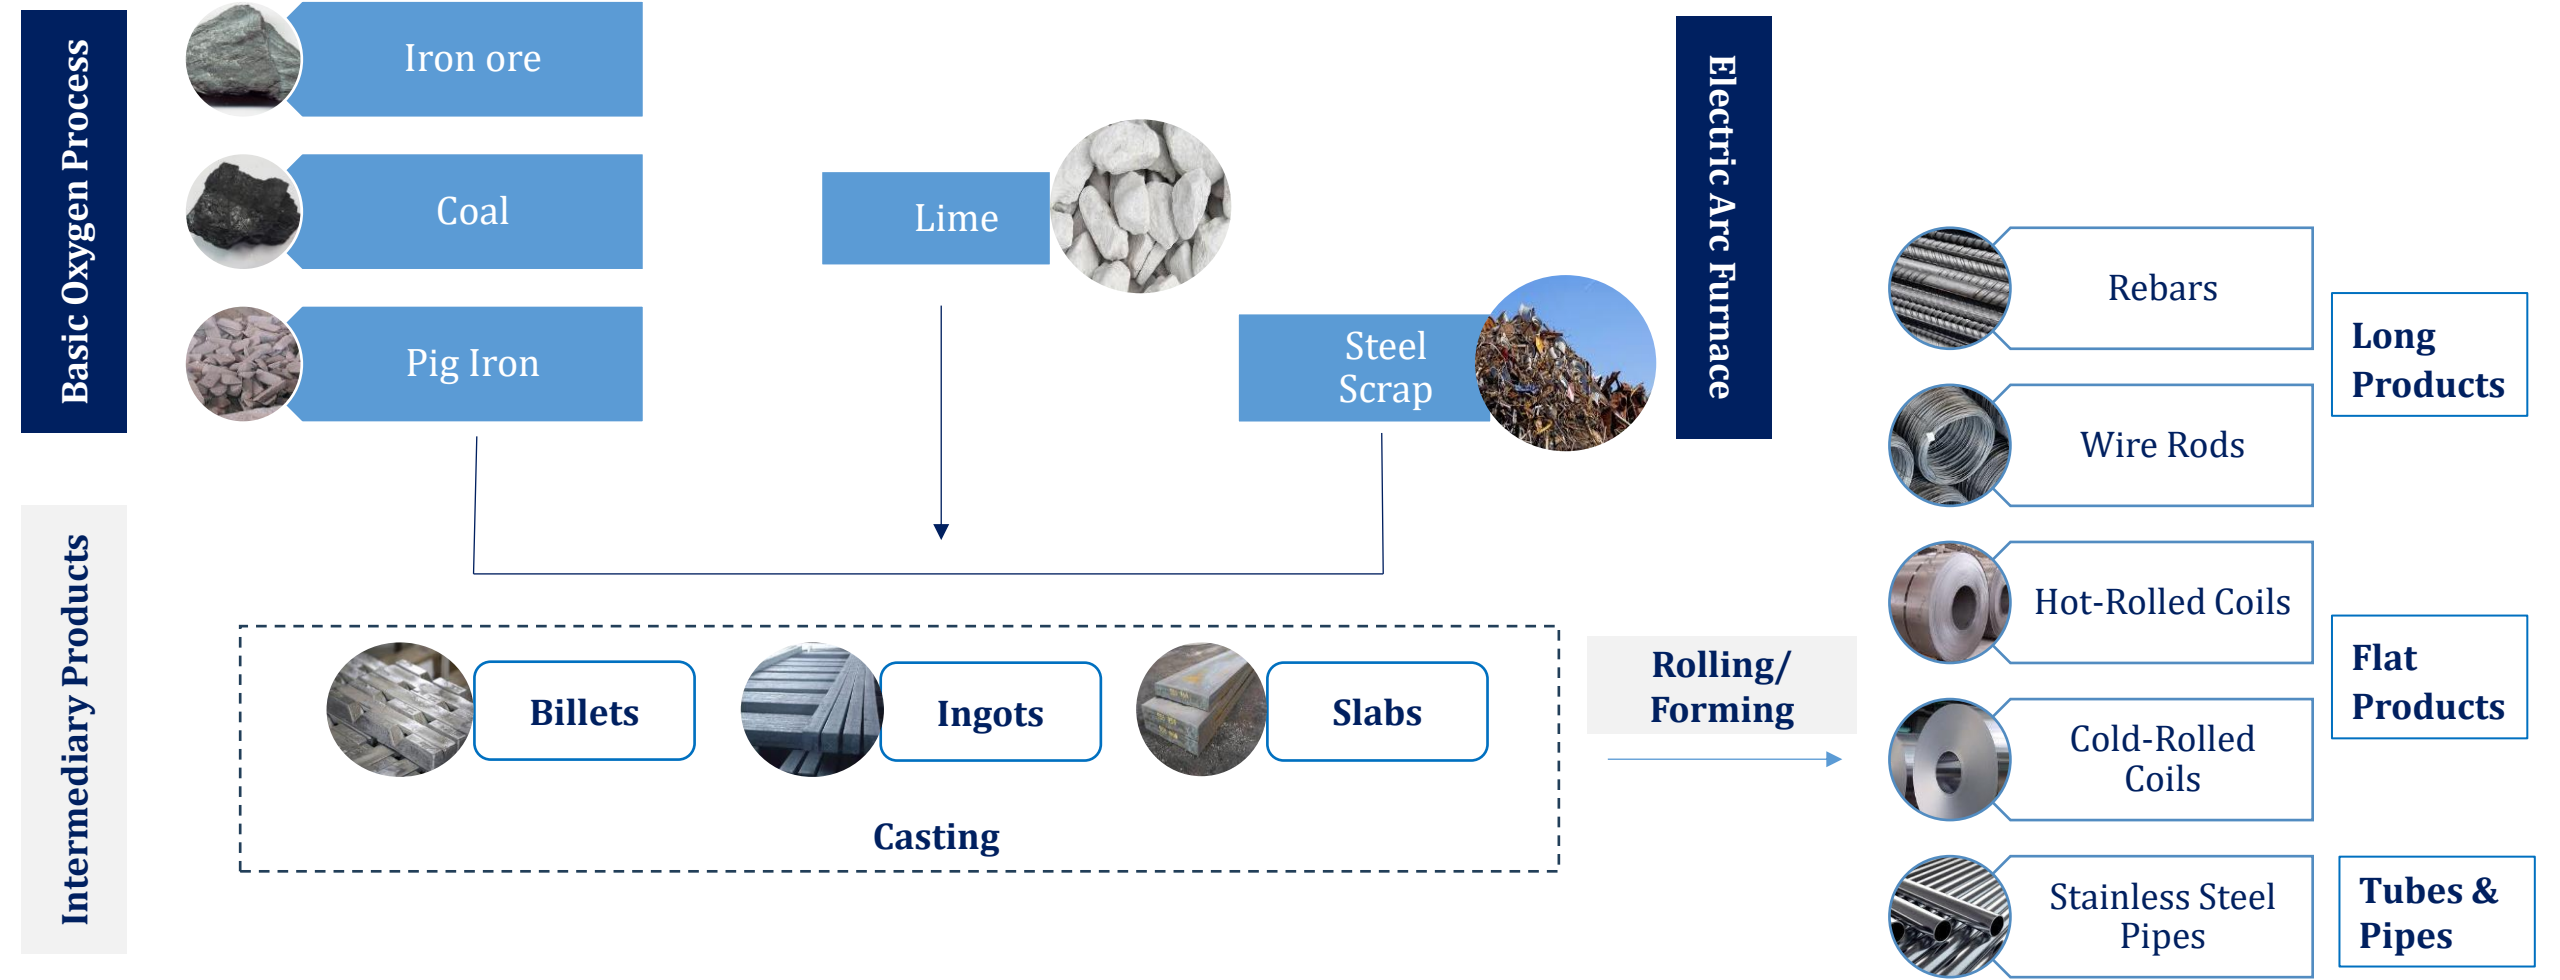 Basic Oxygen Process
Iron ore
Coal
Pig Iron
Lime
Steel
Scrap
Electric Arc Furnace
Intermediary Products
Billets
Ingots
Slabs
Casting
Rolling/
Forming
Rebars
Wire Rods
Long
Products
Hot-Rolled Coils
Cold-Rolled
Coils
Flat
Products
Stainless Steel
Pipes
Tubes &
Pipes